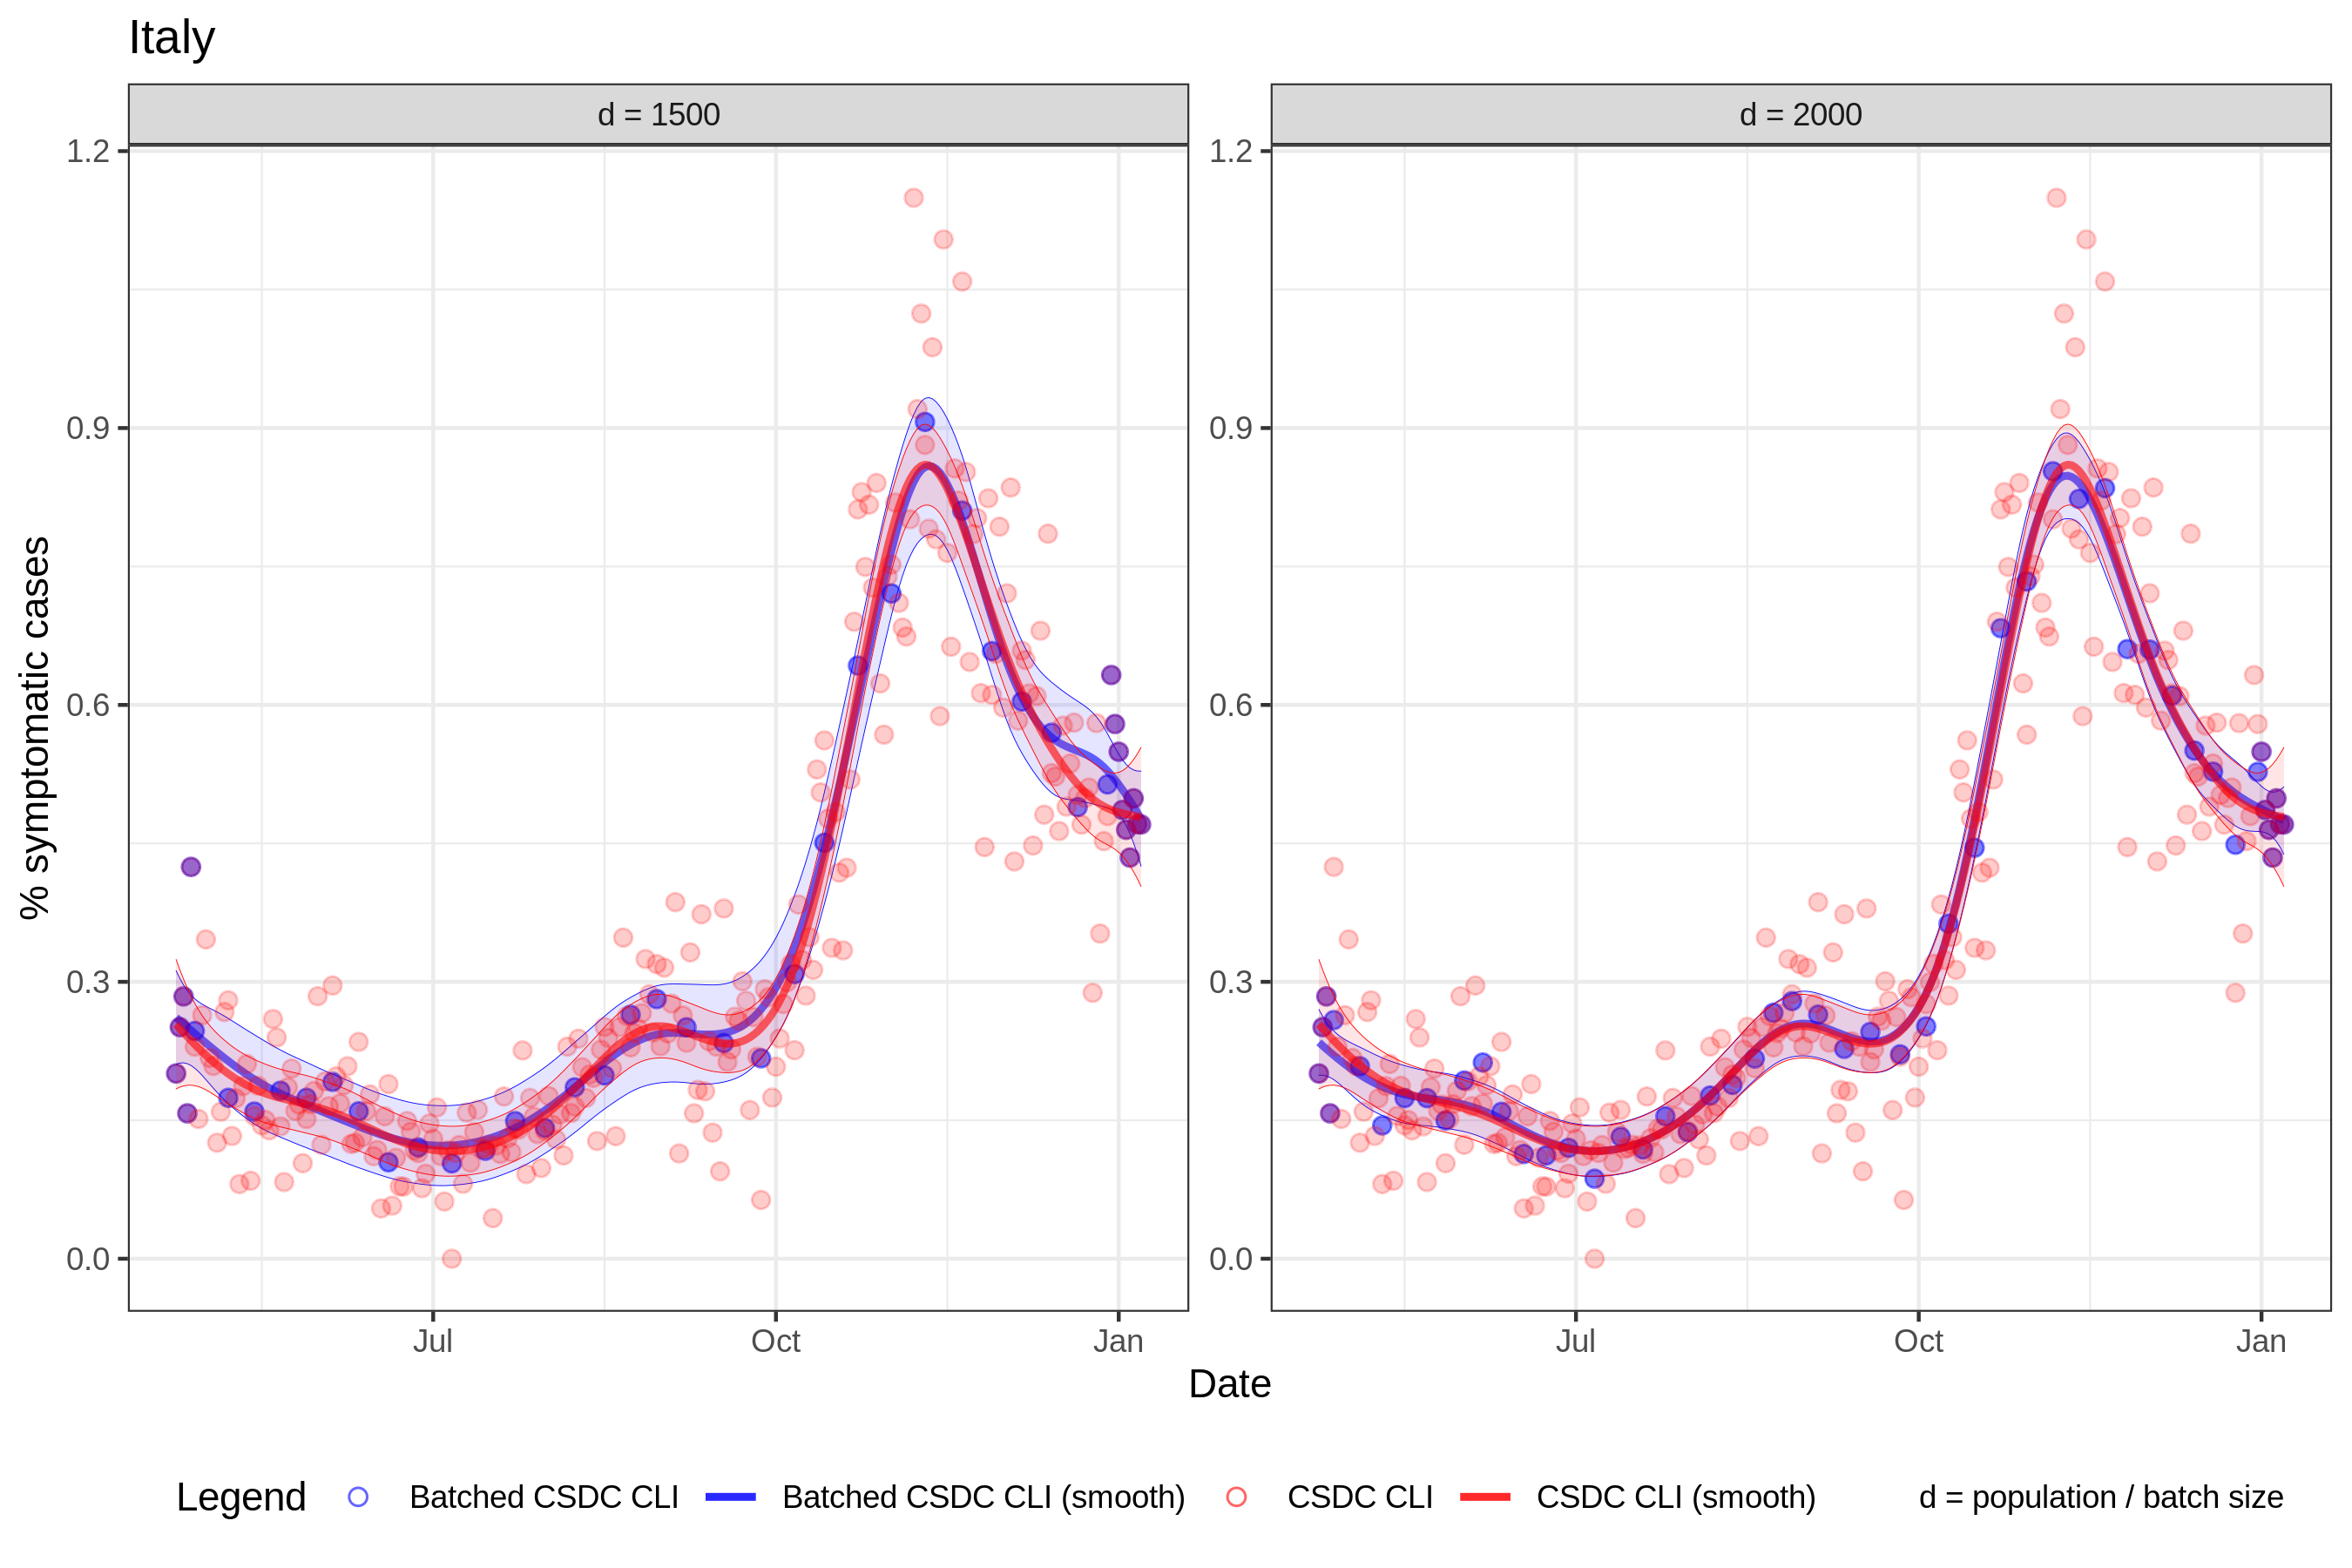 Italy
d = 1500
d = 2000
1.2
0.9
0.6
0.3
0.0
1.2
0.9
0.6
0.3
0.0
% symptomatic cases
Jul Oct Jan
Jul Oct Jan
Date
Legend Batched CSDC CLI Batched CSDC CLI (smooth) CSDC CLI CSDC CLI (smooth) d = population / batch size